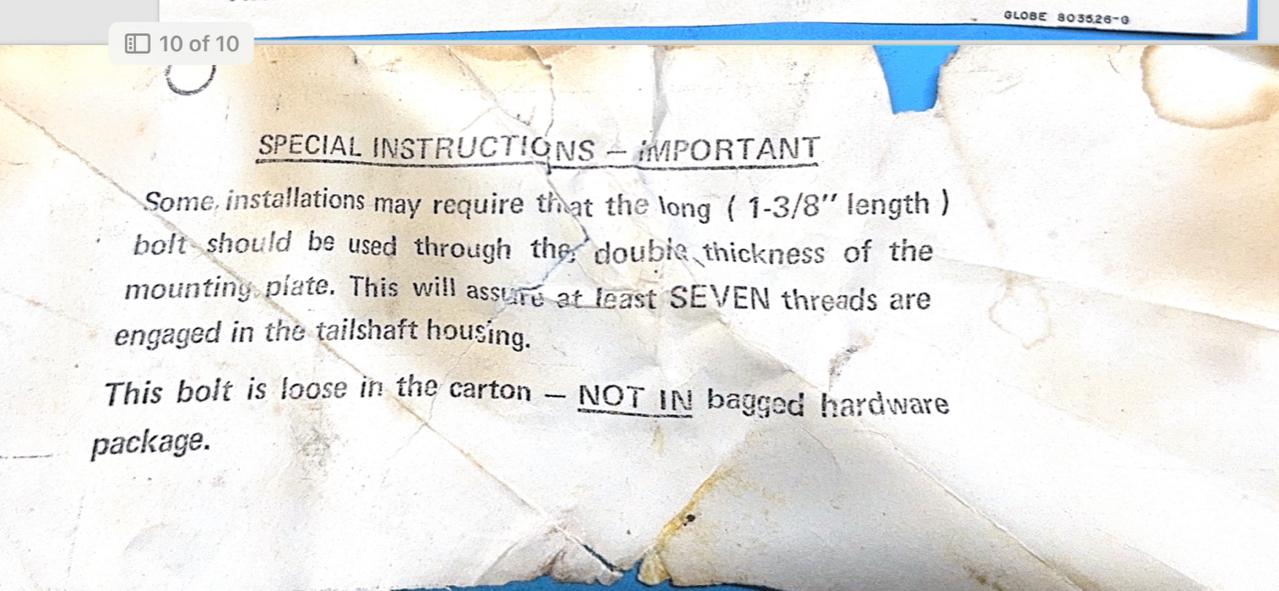 GLOBE 803526-G
10 of 10
SPECIAL INSTRUCTIONS – IMPORTANT
Some installations may require that the long ( 1-3/8" length )
bolt should be used through the double thickness of the
mounting plate. This will assure at least SEVEN threads are
engaged in the tailshaft housing.
This bolt is loose in the carton – NOT IN bagged hardware
package.